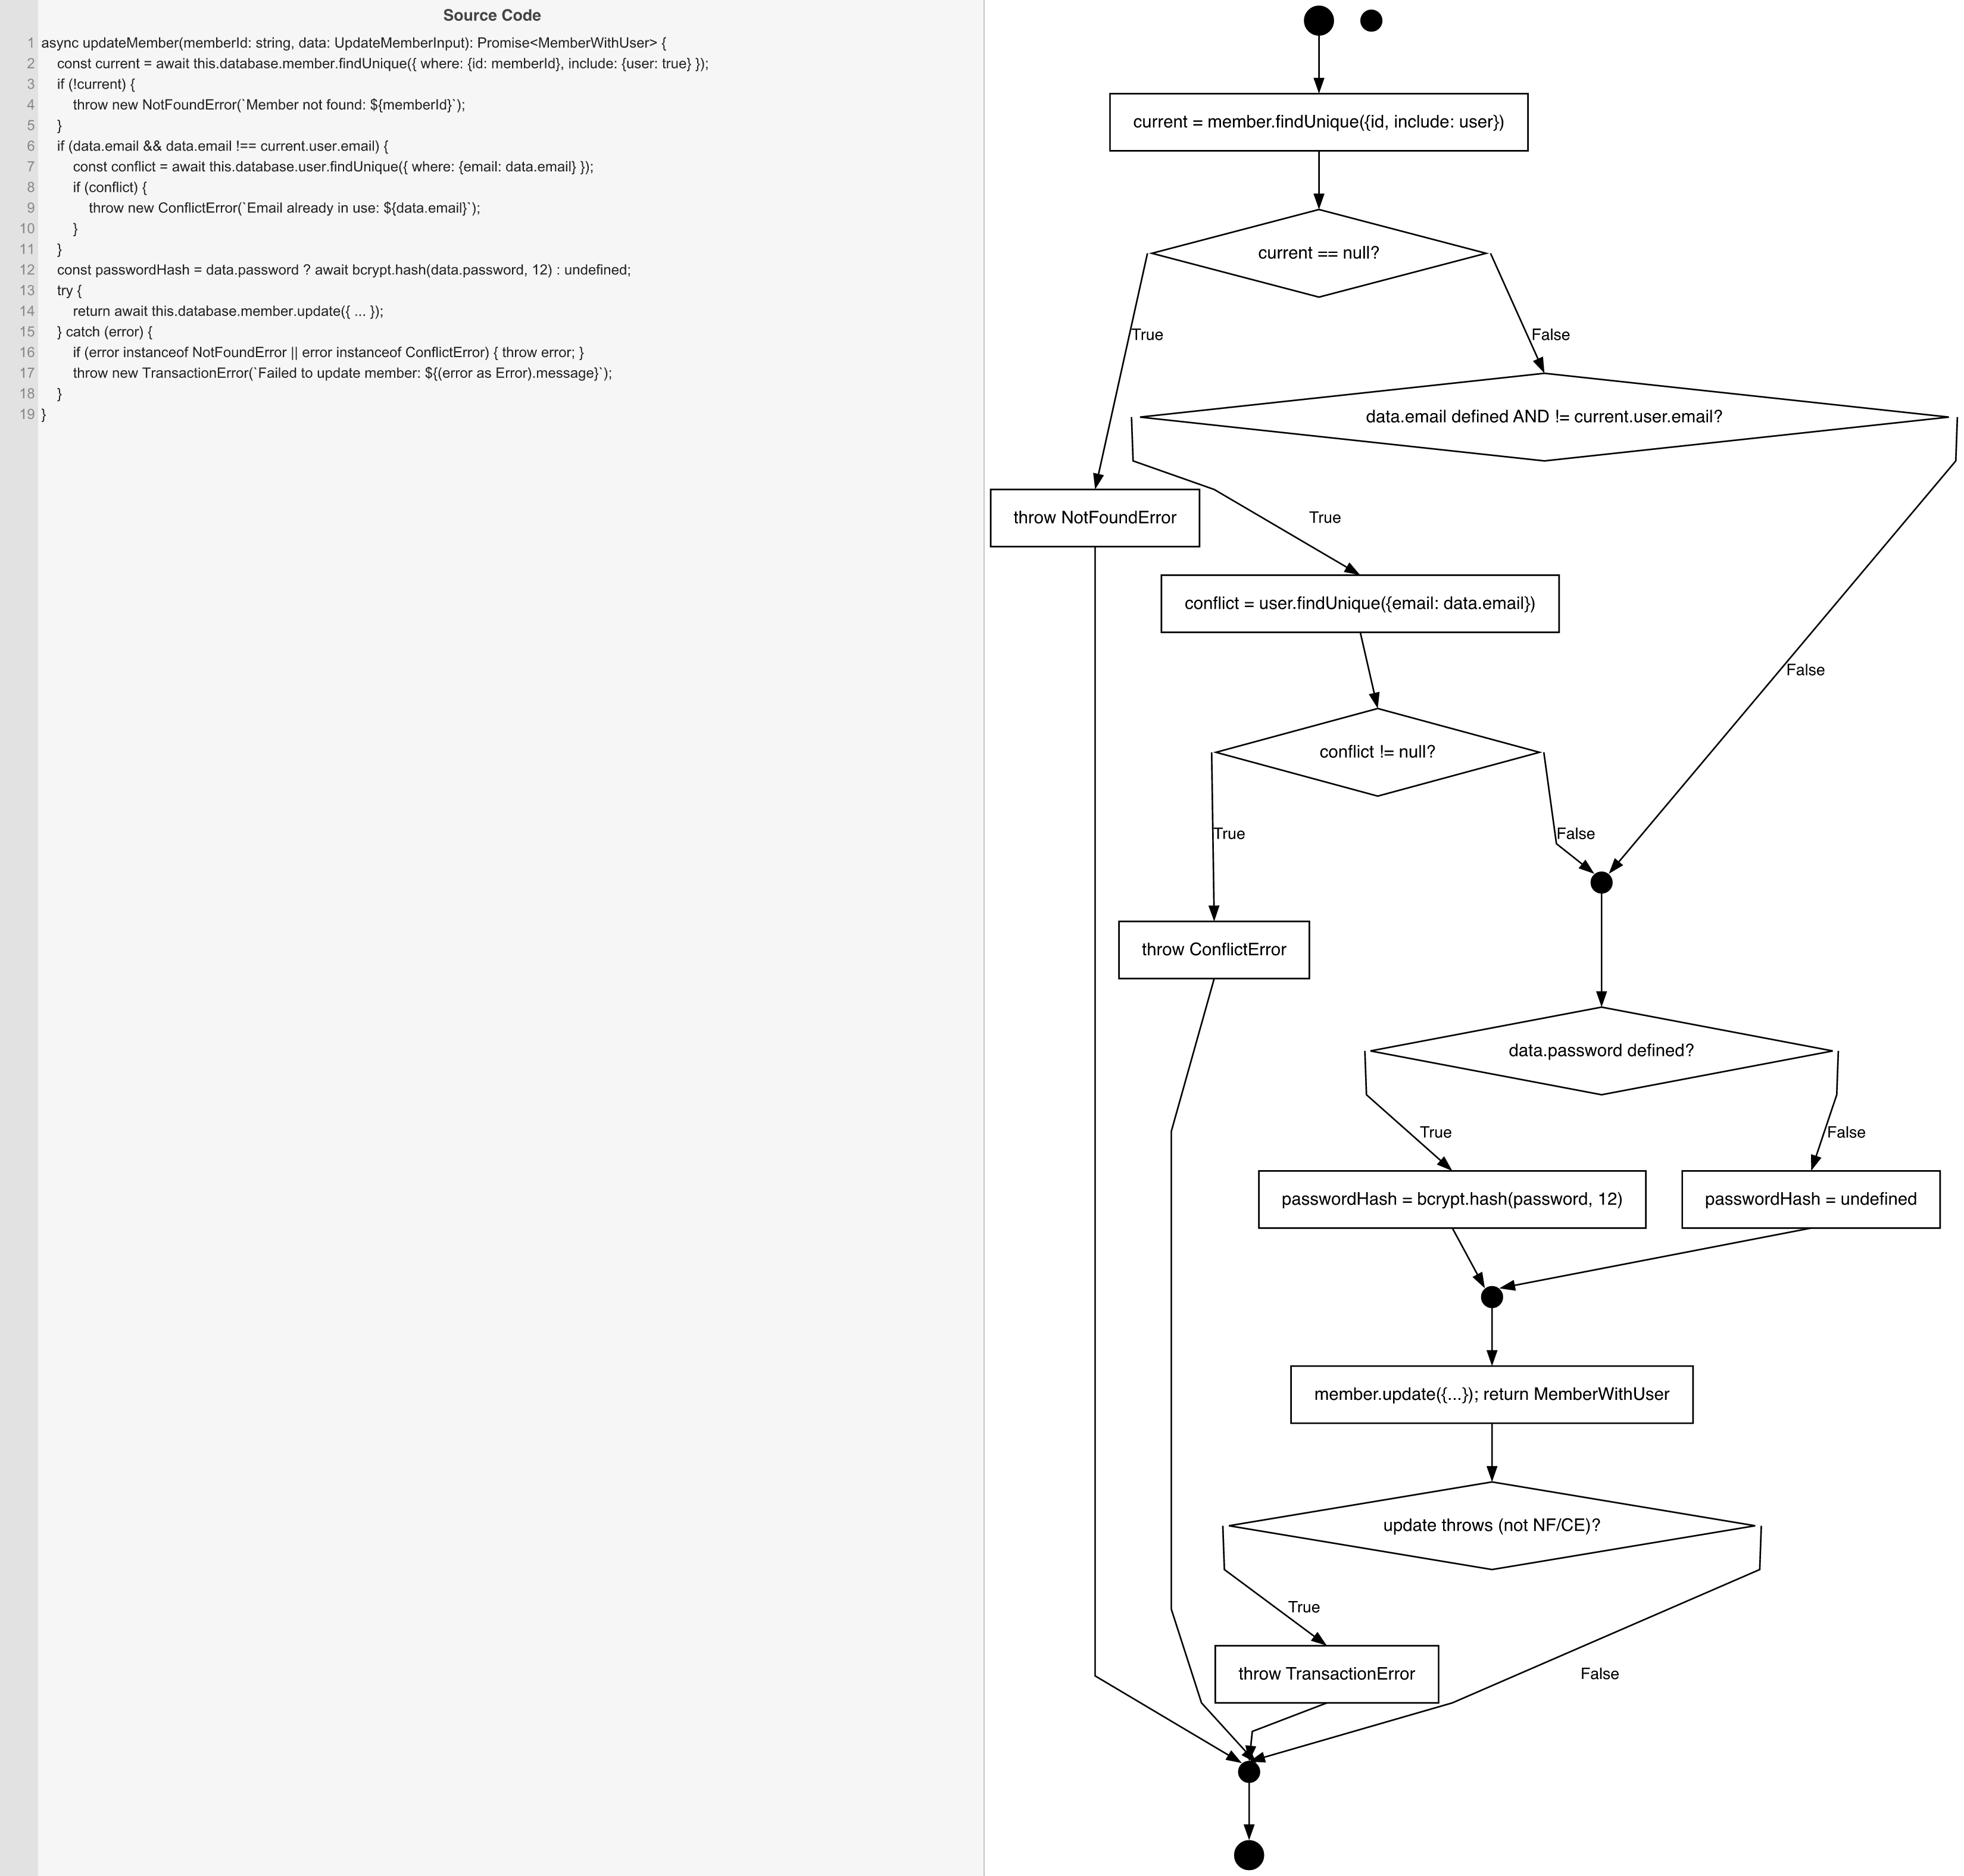 Source Code
1 async updateMember(memberId: string, data: UpdateMemberInput): Promise<MemberWithUser> {
2 const current = await this.database.member.findUnique({ where: {id: memberId}, include: {user: true} });
3 if (!current) {
4 throw new NotFoundError(`Member not found: ${memberId}`);
5 }
6 if (data.email && data.email !== current.user.email) {
7 const conflict = await this.database.user.findUnique({ where: {email: data.email} });
8 if (conflict) {
9 throw new ConflictError(`Email already in use: ${data.email}`);
10 }
11 }
12 const passwordHash = data.password ? await bcrypt.hash(data.password, 12) : undefined;
13 try {
14 return await this.database.member.update({ ... });
15 } catch (error) {
16 if (error instanceof NotFoundError || error instanceof ConflictError) { throw error; }
17 throw new TransactionError(`Failed to update member: ${(error as Error).message}`);
18 }
19 }
current = member.findUnique({id, include: user})
current == null?
True
False
data.email defined AND != current.user.email?
throw NotFoundError
True
conflict = user.findUnique({email: data.email})
False
conflict != null?
True
False
throw ConflictError
data.password defined?
True
False
passwordHash = bcrypt.hash(password, 12)
passwordHash = undefined
member.update({...}); return MemberWithUser
update throws (not NF/CE)?
True
throw TransactionError
False